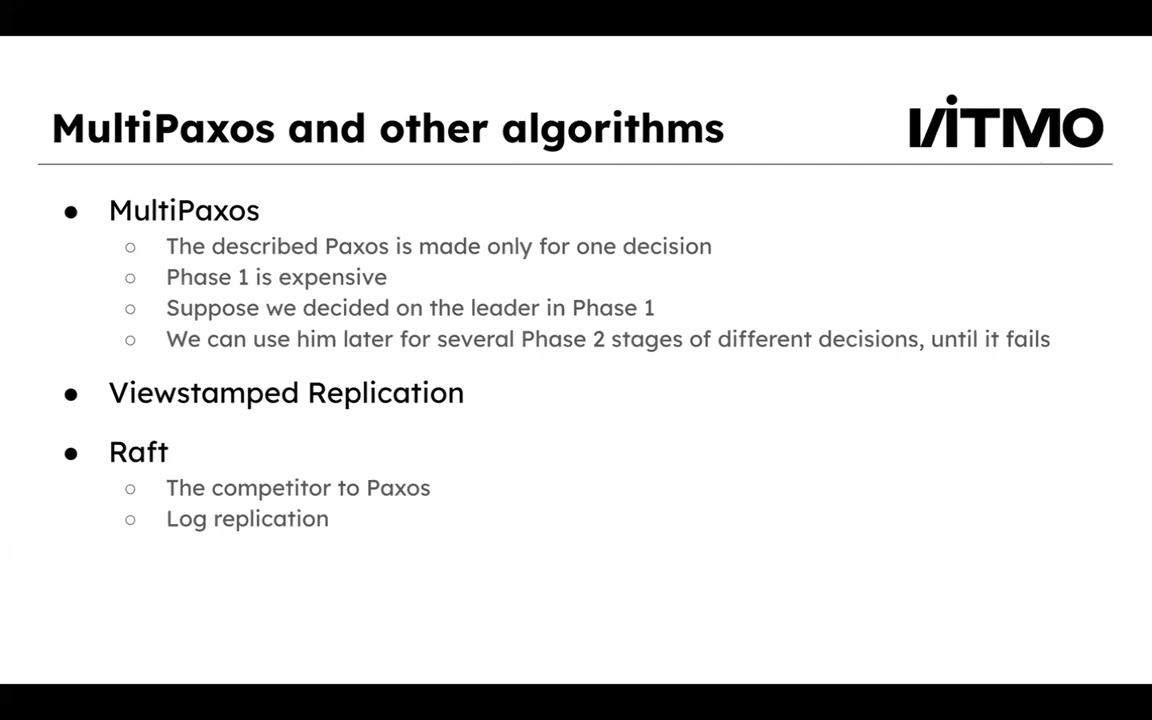 MultiPaxos and other algorithms
ITMO
● MultiPaxos
○ The described Paxos is made only for one decision
○ Phase 1 is expensive
○ Suppose we decided on the leader in Phase 1
○ We can use him later for several Phase 2 stages of different decisions, until it fails
● Viewstamped Replication
● Raft
○ The competitor to Paxos
○ Log replication